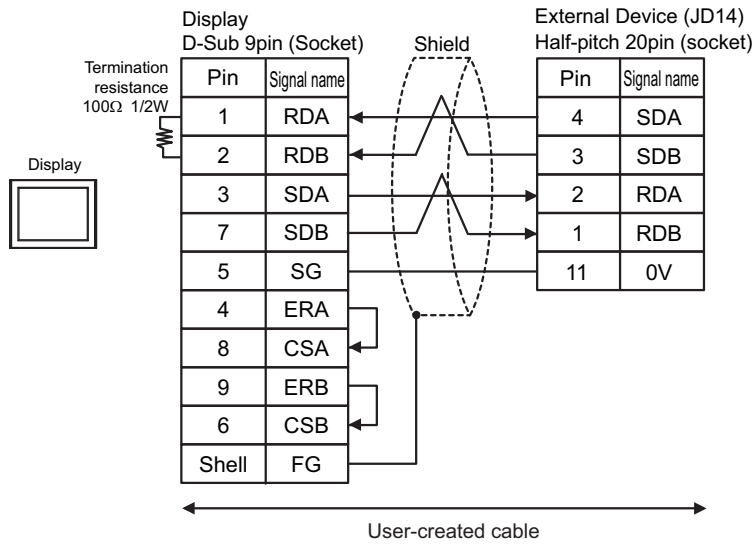 Display
D-Sub 9pin (Socket)
Shield
External Device (JD14)
Half-pitch 20pin (socket)
Termination
resistance
100Ω 1/2W
Display
Pin Signal name
1 RDA
2 RDB
3 SDA
7 SDB
5 SG
4 ERA
8 CSA
9 ERB
6 CSB
Shell FG
Pin Signal name
4 SDA
3 SDB
2 RDA
1 RDB
11 0V
User-created cable